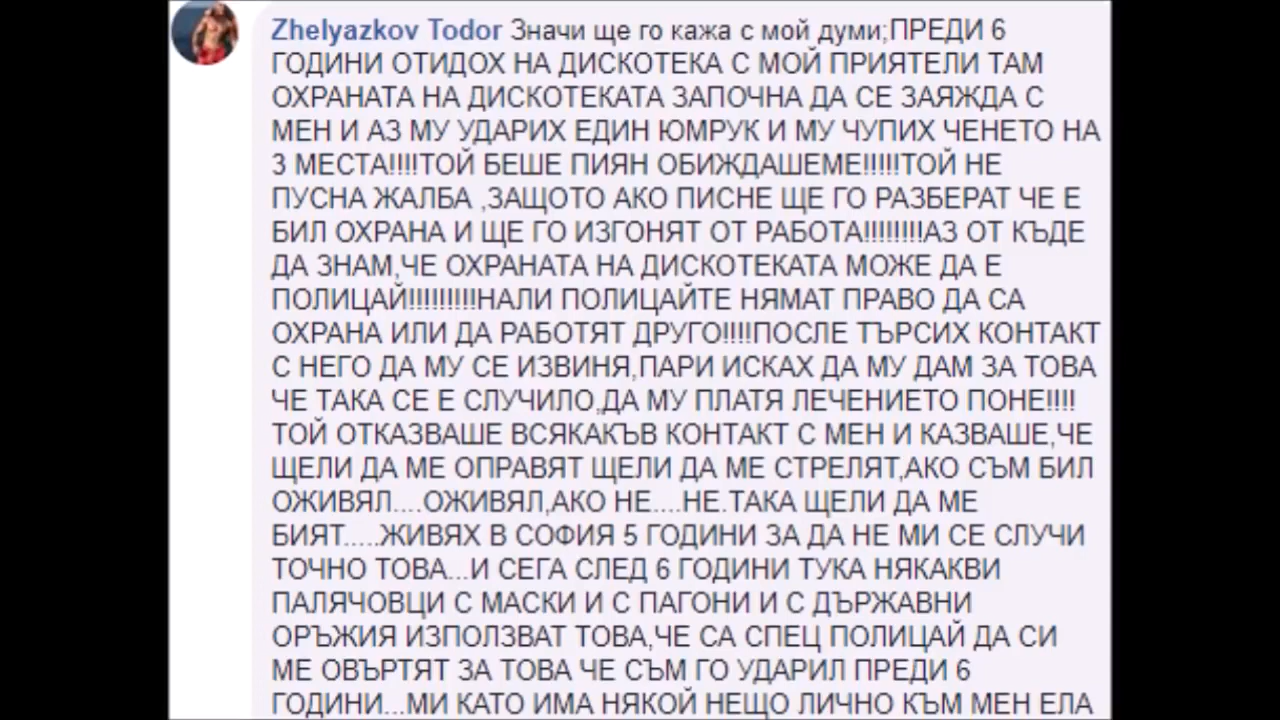 Zhelyazkov Todor Значи ще го кажа с мой думи;ПРЕДИ 6
ГОДИНИ ОТИДОХ НА ДИСКОТЕКА С МОЙ ПРИЯТЕЛИ ТАМ
ОХРАНАТА НА ДИСКОТЕКАТА ЗАПОЧНА ДА СЕ ЗАЯЖДА С
МЕН И АЗ МУ УДАРИХ ЕДИН ЮМРУК И МУ ЧУПИХ ЧЕНЕТО НА
3 МЕСТА!!!!ТОЙ БЕШЕ ПИЯН ОБИЖДАШЕМЕ!!!!!ТОЙ НЕ
ПУСНА ЖАЛБА ,ЗАЩОТО АКО ПИСНЕ ЩЕ ГО РАЗБЕРАТ ЧЕ Е
БИЛ ОХРАНА И ЩЕ ГО ИЗГОНЯТ ОТ РАБОТА!!!!!!!!АЗ ОТ КЪДЕ
ДА ЗНАМ,ЧЕ ОХРАНАТА НА ДИСКОТЕКАТА МОЖЕ ДА Е
ПОЛИЦАЙ!!!!!!!!!НАЛИ ПОЛИЦАЙТЕ НЯМАТ ПРАВО ДА СА
ОХРАНА ИЛИ ДА РАБОТЯТ ДРУГО!!!!ПОСЛЕ ТЪРСИХ КОНТАКТ
С НЕГО ДА МУ СЕ ИЗВИНЯ,ПАРИ ИСКАХ ДА МУ ДАМ ЗА ТОВА
ЧЕ ТАКА СЕ Е СЛУЧИЛО,ДА МУ ПЛАТЯ ЛЕЧЕНИЕТО ПОНЕ!!!!
ТОЙ ОТКАЗВАШЕ ВСЯКАКЪВ КОНТАКТ С МЕН И КАЗВАШЕ,ЧЕ
ЩЕЛИ ДА МЕ ОПРАВЯТ ЩЕЛИ ДА МЕ СТРЕЛЯТ,АКО СЪМ БИЛ
ОЖИВЯЛ....ОЖИВЯЛ,АКО НЕ....НЕ.ТАКА ЩЕЛИ ДА МЕ
БИЯТ.....ЖИВЯХ В СОФИЯ 5 ГОДИНИ ЗА ДА НЕ МИ СЕ СЛУЧИ
ТОЧНО ТОВА...И СЕГА СЛЕД 6 ГОДИНИ ТУКА НЯКАКВИ
ПАЛЯЧОВЦИ С МАСКИ И С ПАГОНИ И С ДЪРЖАВНИ
ОРЪЖИЯ ИЗПОЛЗВАТ ТОВА,ЧЕ СА СПЕЦ ПОЛИЦАЙ ДА СИ
МЕ ОВЪРТЯТ ЗА ТОВА ЧЕ СЪМ ГО УДАРИЛ ПРЕДИ 6
ГОДИНИ...МИ КАТО ИМА НЯКОЙ НЕЩО ЛИЧНО КЪМ МЕН ЕЛА